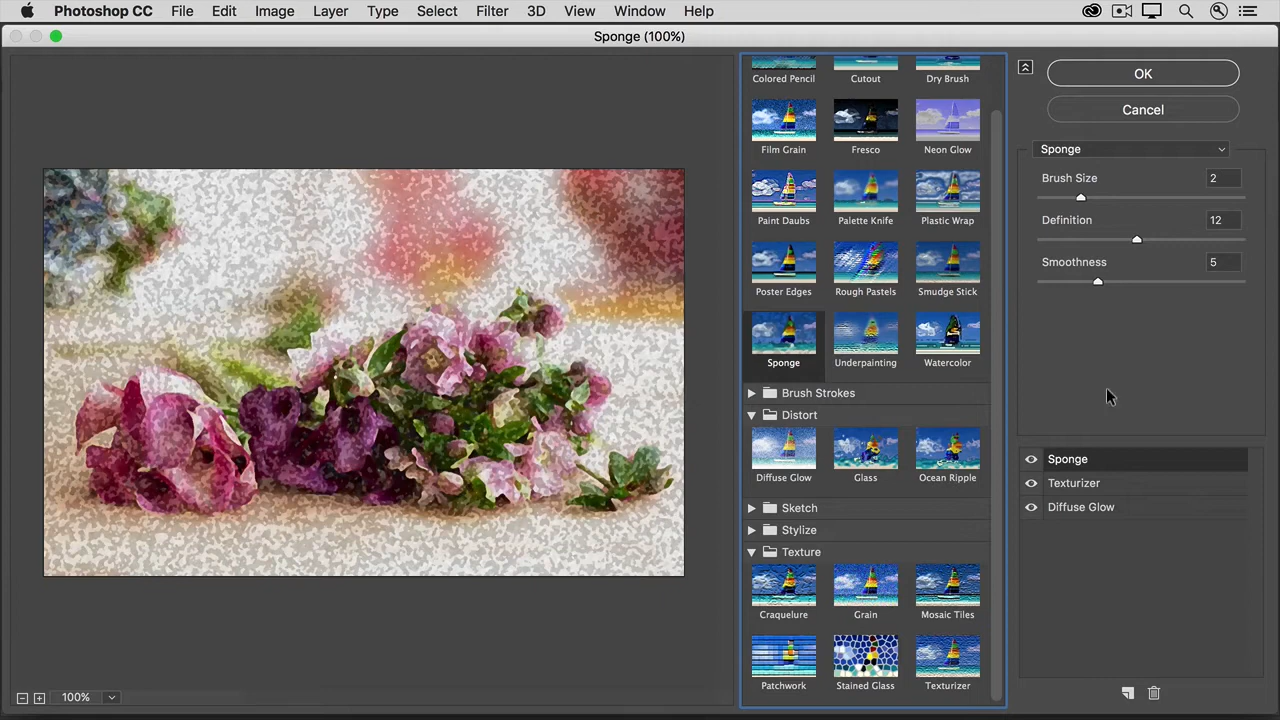 Photoshop CC File Edit Image Layer Type Select Filter 3D View Window Help
Sponge (100%)
Colored Pencil Cutout Dry Brush
Film Grain Fresco Neon Glow
Paint Daubs Palette Knife Plastic Wrap
Poster Edges Rough Pastels Smudge Stick
Sponge Underpainting Watercolor
Brush Strokes
Distort
Diffuse Glow Glass Ocean Ripple
Sketch
Stylize
Texture
Craquelure Grain Mosaic Tiles
Patchwork Stained Glass Texturizer
OK
Cancel
Sponge
Brush Size 2
Definition 12
Smoothness 5
Sponge
Texturizer
Diffuse Glow
100%